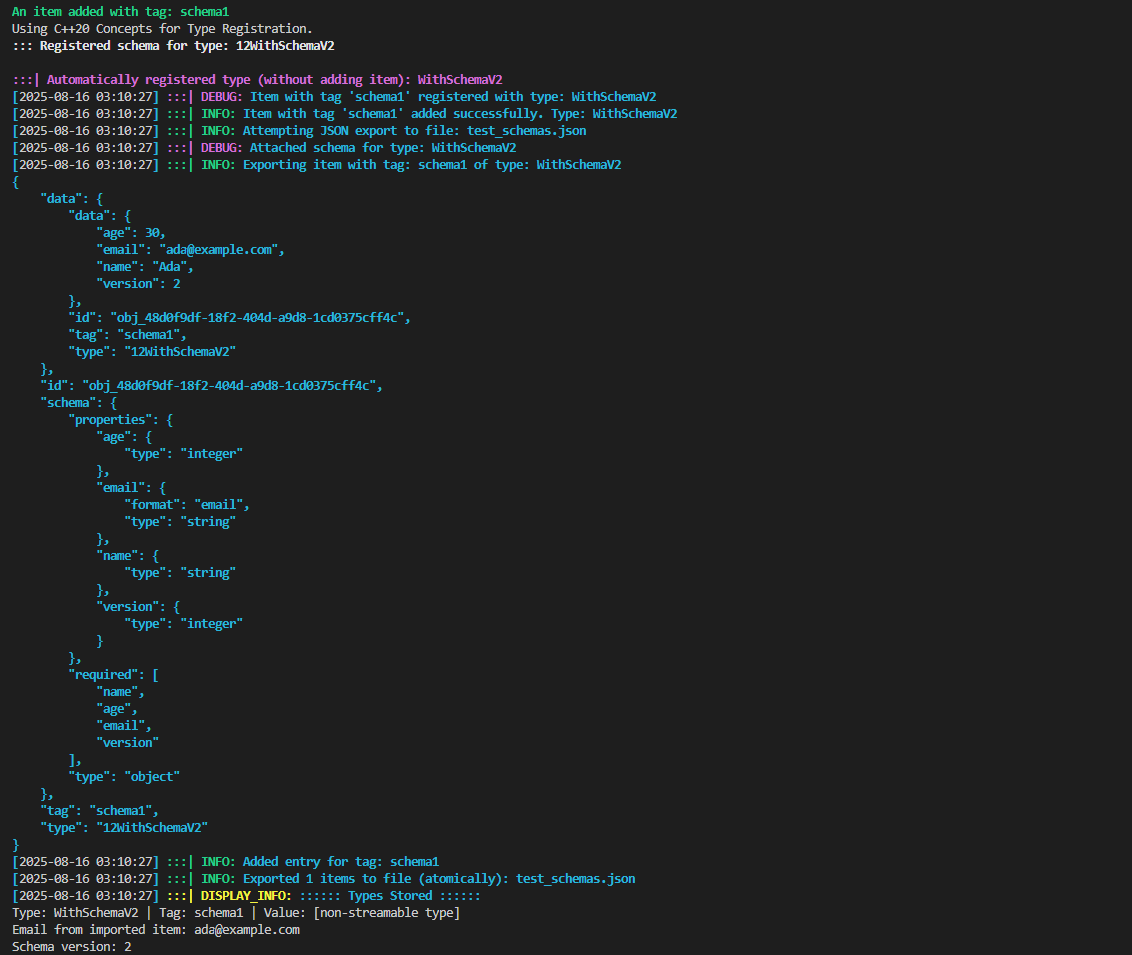 An item added with tag: schema1
Using C++20 Concepts for Type Registration.
::: Registered schema for type: 12WithSchemaV2
:::| Automatically registered type (without adding item): WithSchemaV2
[2025-08-16 03:10:27] :::| DEBUG: Item with tag 'schema1' registered with type: WithSchemaV2
[2025-08-16 03:10:27] :::| INFO: Item with tag 'schema1' added successfully. Type: WithSchemaV2
[2025-08-16 03:10:27] :::| INFO: Attempting JSON export to file: test_schemas.json
[2025-08-16 03:10:27] :::| DEBUG: Attached schema for type: WithSchemaV2
[2025-08-16 03:10:27] :::| INFO: Exporting item with tag: schema1 of type: WithSchemaV2
{
    "data": {
        "data": {
            "age": 30,
            "email": "ada@example.com",
            "name": "Ada",
            "version": 2
        },
        "id": "obj_48d0f9df-18f2-404d-a9d8-1cd0375cff4c",
        "tag": "schema1",
        "type": "12WithSchemaV2"
    },
    "id": "obj_48d0f9df-18f2-404d-a9d8-1cd0375cff4c",
    "schema": {
        "properties": {
            "age": {
                "type": "integer"
            },
            "email": {
                "format": "email",
                "type": "string"
            },
            "name": {
                "type": "string"
            },
            "version": {
                "type": "integer"
            }
        },
        "required": [
            "name",
            "age",
            "email",
            "version"
        ],
        "type": "object"
    },
    "tag": "schema1",
    "type": "12WithSchemaV2"
}
[2025-08-16 03:10:27] :::| INFO: Added entry for tag: schema1
[2025-08-16 03:10:27] :::| INFO: Exported 1 items to file (atomically): test_schemas.json
[2025-08-16 03:10:27] :::| DISPLAY_INFO: :::::: Types Stored ::::::
Type: WithSchemaV2 | Tag: schema1 | Value: [non-streamable type]
Email from imported item: ada@example.com
Schema version: 2